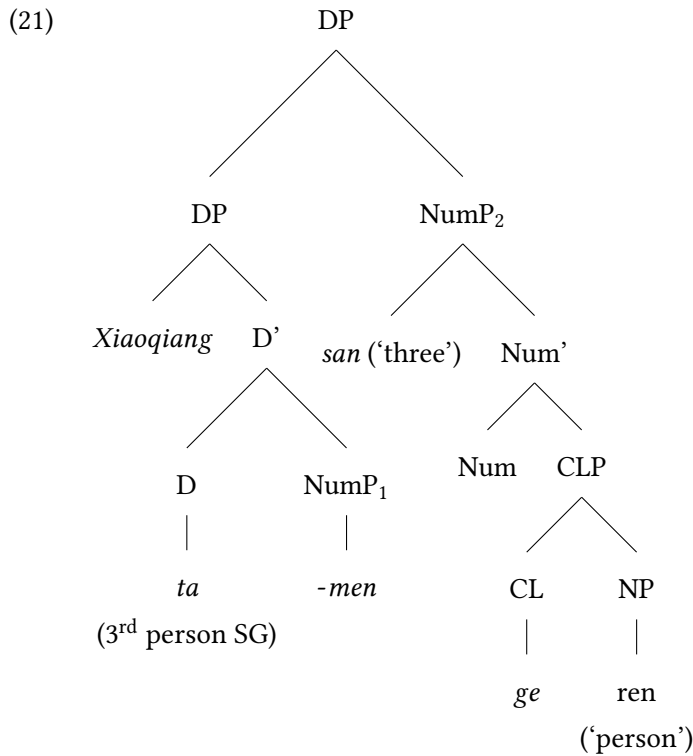 (21) DP
DP NumP₂
Xiaoqiang D’ san (‘three’) Num’
D NumP₁ Num CLP
ta -men CL NP
(3ʳᵈ person SG)
ge ren
(‘person’)